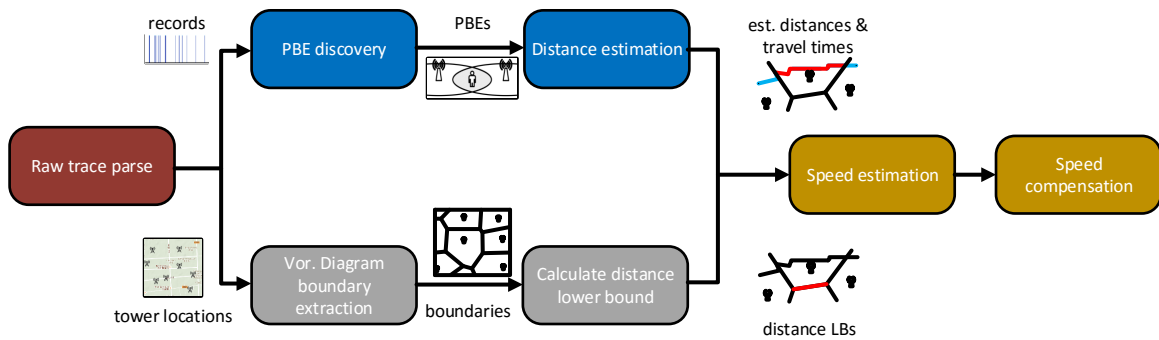 records
PBE discovery
PBEs
Distance estimation
est. distances &
travel times
Raw trace parse
Speed estimation
Speed
compensation
tower locations
Vor. Diagram
boundary
extraction
boundaries
Calculate distance
lower bound
distance LBs